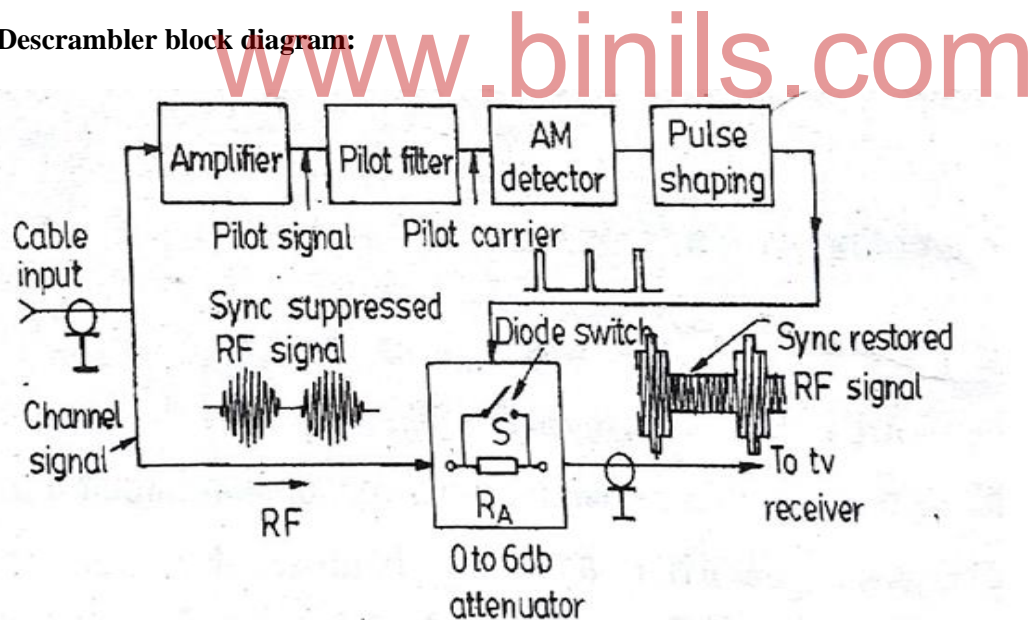 Descrambler block diagram:
www.binils.com
Amplifier
Pilot filter
AM
detector
Pulse
shaping
Cable
input
Pilot signal
Pilot carrier
Sync suppressed
RF signal
Diode switch
Sync restored
RF signal
Channel
signal
S
RA
RF
To tv
receiver
0 to 6db
attenuator